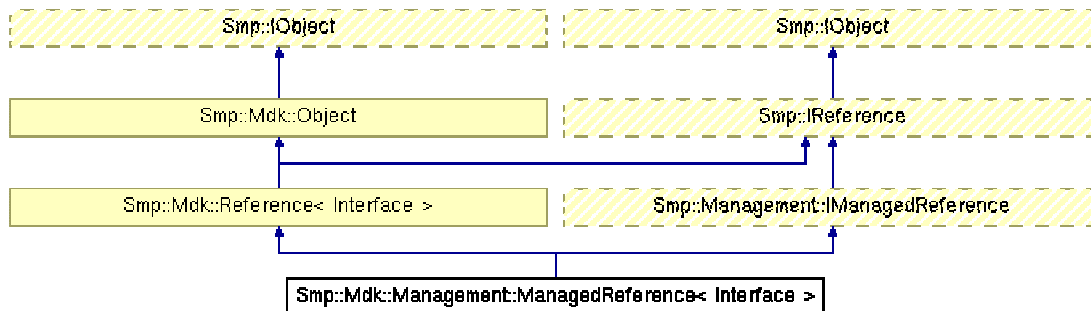 Smp::IObject
Smp::IObject
Smp::Mdk::Object
Smp::IReference
Smp::Mdk::Reference< Interface >
Smp::Management::IManagedReference
Smp::Mdk::Management::ManagedReference< Interface >